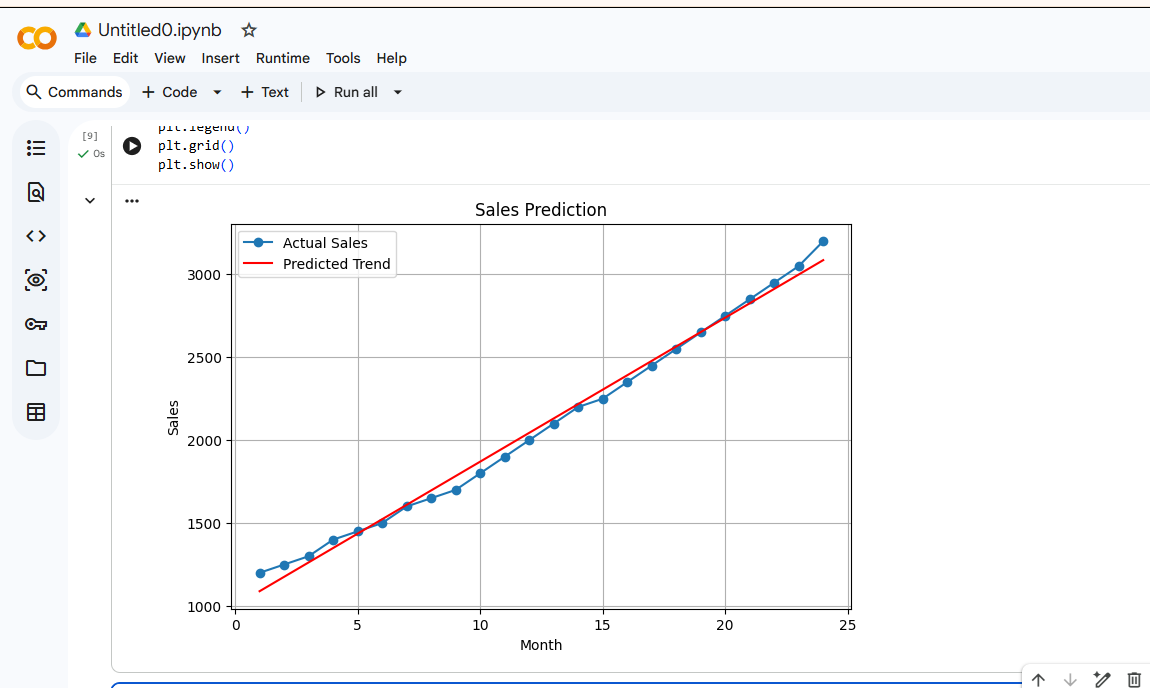 Untitled0.ipynb
File Edit View Insert Runtime Tools Help
Commands + Code + Text Run all
[9]
0s
plt.legend()
plt.grid()
plt.show()
Sales Prediction
Actual Sales
Predicted Trend
3000
2500
2000
1500
1000
Sales
0 5 10 15 20 25
Month